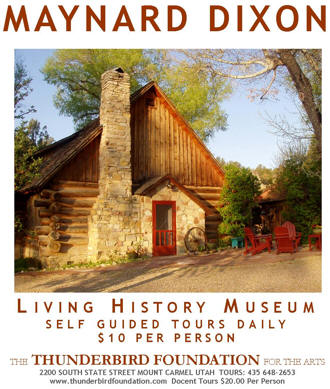 MAYNARD DIXON
LIVING HISTORY MUSEUM
SELF GUIDED TOURS DAILY
$10 PER PERSON
THE THUNDERBIRD FOUNDATION FOR THE ARTS
2200 SOUTH STATE STREET MOUNT CARMEL UTAH TOURS: 435 648-2653
www.thunderbirdfoundation.com Docent Tours $20.00 Per Person